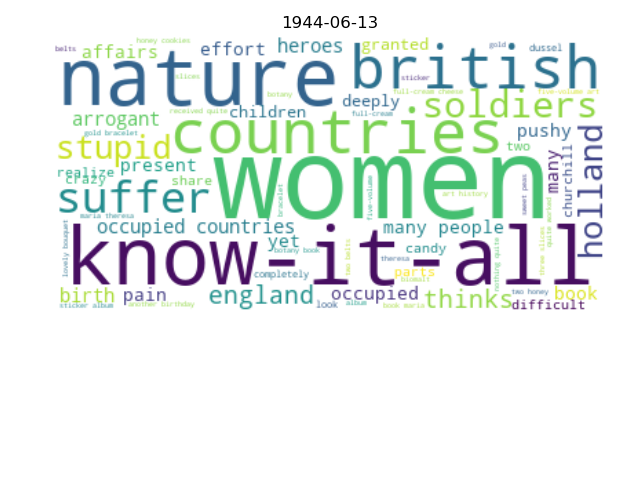 1944-06-13
belts affairs honey cookies effort heroes granted gold dussel
nature british
slices sticker
botany full-cream cheese five-volume art
received quite children deeply soldiers
arrogant full-cream
gold bracelet countries pushy
stupid two
present many
realize crazy share women churchill holland
suffer bracelet five-volume art history sweet peas quite worked
maria theresa
occupied countries many people
lovely bouquet yet candy
know-it-all
botany book two belts theresa nothing quite three slices
completely parts
biomalt
birth pain england occupied thinks two honey book
sticker album another birthday look album book maria difficult